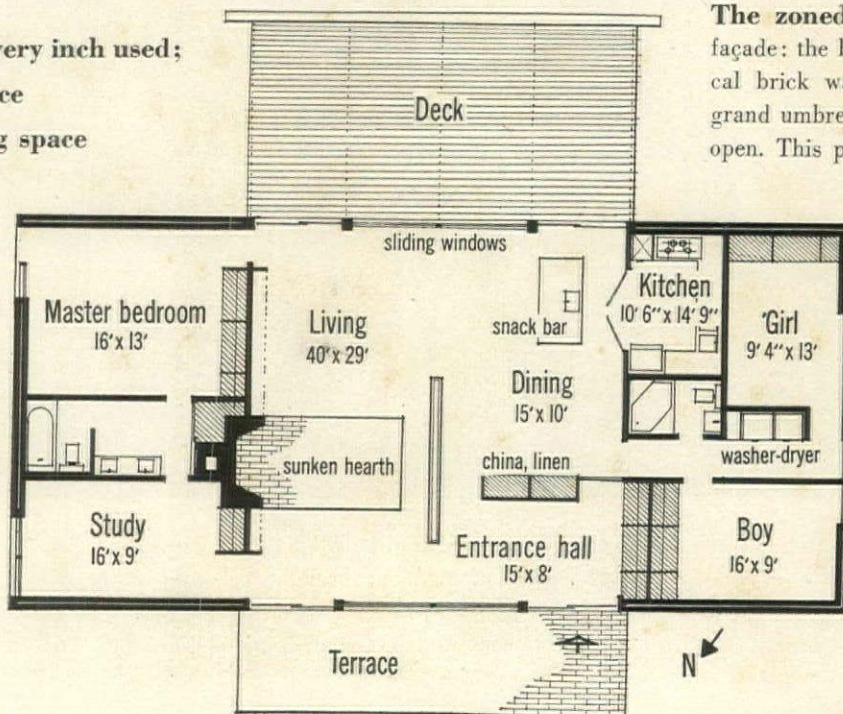 very inch used;
ce
g space
The zoned
façade: the
cal brick wa
grand umbre
open. This p
Deck
sliding windows
Master bedroom
16' x 13'
Living
40' x 29'
snack bar
Kitchen
10' 6" x 14' 9"
Girl
9' 4" x 13'
Dining
15' x 10'
sunken hearth
china, linen
washer-dryer
Study
16' x 9'
Entrance hall
15' x 8'
Boy
16' x 9'
Terrace
N